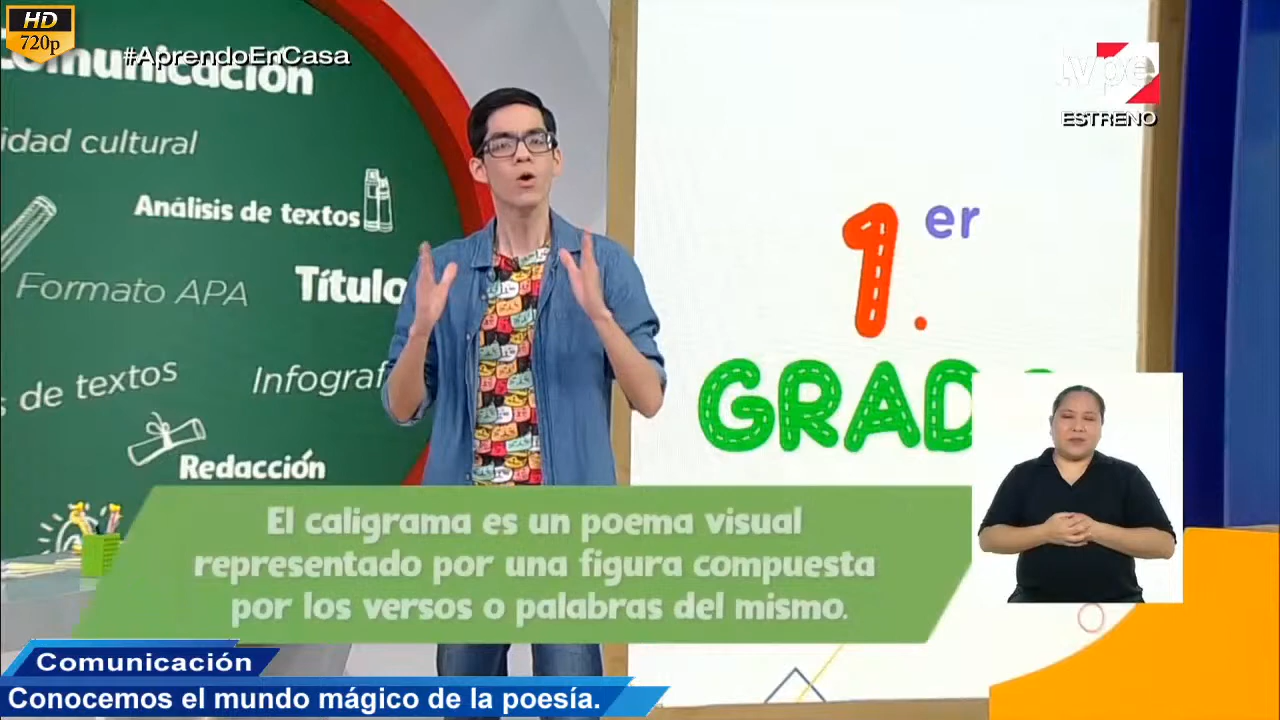 HD
720p
#AprendoEnCasa
tvpe
ESTRENO
Comunicación
idad cultural
Análisis de textos
Formato APA
Título
s de textos
Infograf
Redacción
1.er
GRADO
El caligrama es un poema visual
representado por una figura compuesta
por los versos o palabras del mismo.
Comunicación
Conocemos el mundo mágico de la poesía.